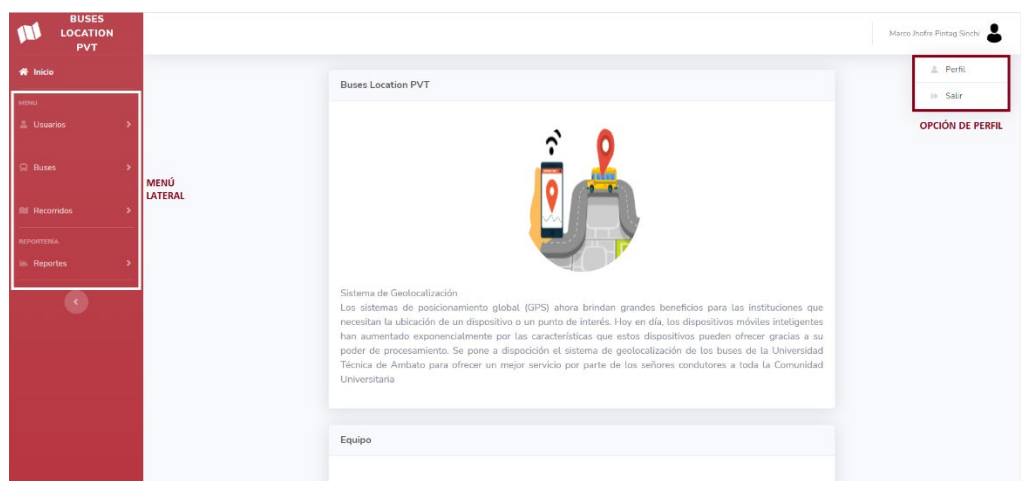 BUSES
LOCATION
PVT
Inicio
MENU
Usuarios
Buses
Recorridos
REPORTERÍA
Reportes
MENÚ
LATERAL
Marco Jhofre Pintag Sinchi
Perfil
Salir
OPCIÓN DE PERFIL
Buses Location PVT
Sistema de Geolocalización
Los sistemas de posicionamiento global (GPS) ahora brindan grandes beneficios para las instituciones que
necesitan la ubicación de un dispositivo o un punto de interés. Hoy en día, los dispositivos móviles inteligentes
han aumentado exponencialmente por las características que estos dispositivos pueden ofrecer gracias a su
poder de procesamiento. Se pone a disposición el sistema de geolocalización de los buses de la Universidad
Técnica de Ambato para ofrecer un mejor servicio por parte de los señores condutores a toda la Comunidad
Universitaria
Equipo